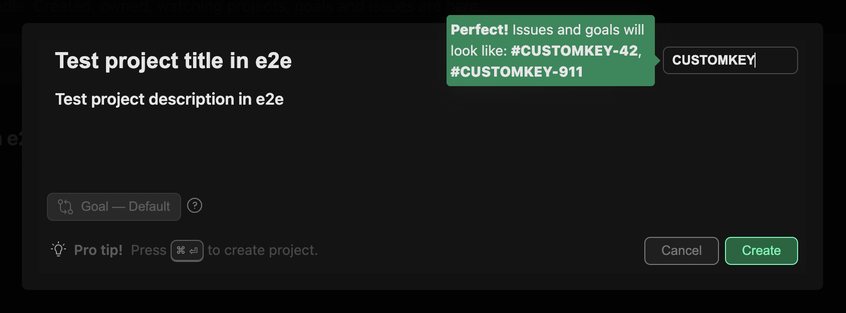 Perfect! Issues and goals will
look like: #CUSTOMKEY-42,
#CUSTOMKEY-911
Test project title in e2e
CUSTOMKEY
Test project description in e2e
Goal — Default
?
Pro tip! Press ⌘ ⏎ to create project.
Cancel
Create